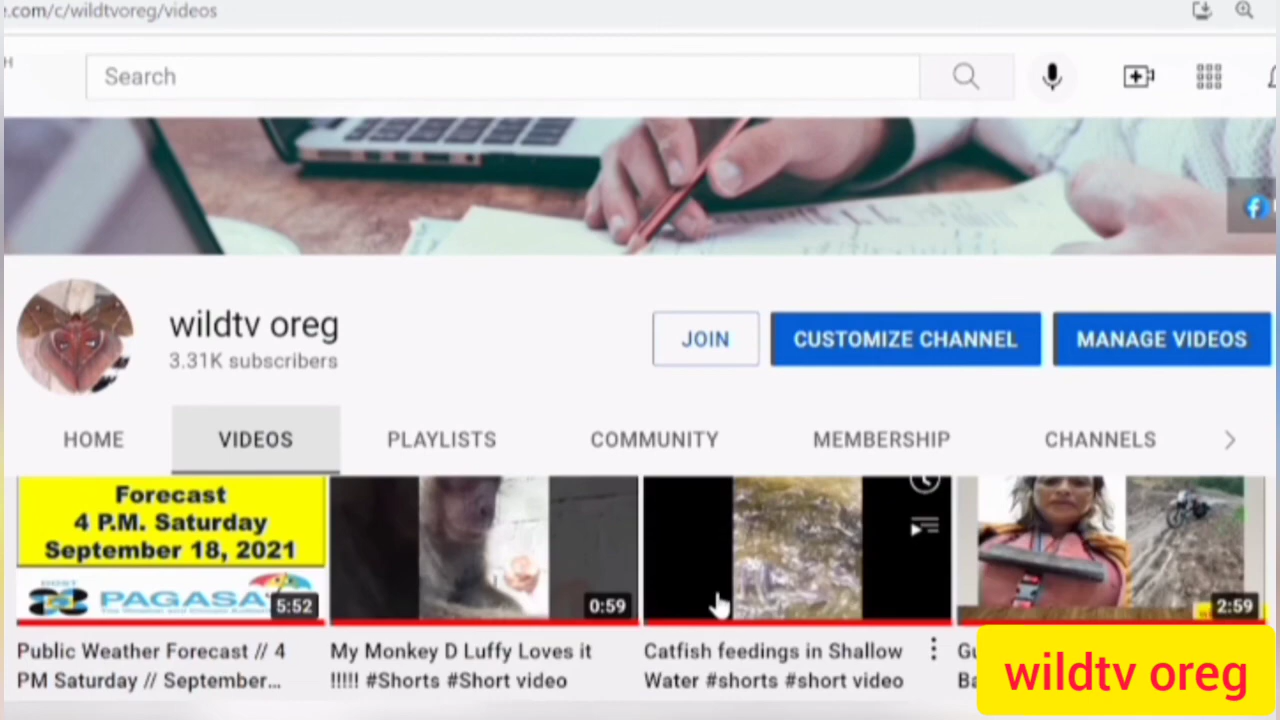 e.com/c/wildtvoreg/videos
H
Search
wildtv oreg
3.31K subscribers
JOIN
CUSTOMIZE CHANNEL
MANAGE VIDEOS
HOME
VIDEOS
PLAYLISTS
COMMUNITY
MEMBERSHIP
CHANNELS
Forecast
4 P.M. Saturday
September 18, 2021
DOST
PAGASA
5:52
0:59
2:59
Public Weather Forecast // 4
PM Saturday // September...
My Monkey D Luffy Loves it
!!!!! #Shorts #Short video
Catfish feedings in Shallow
Water #shorts #short video
wildtv oreg